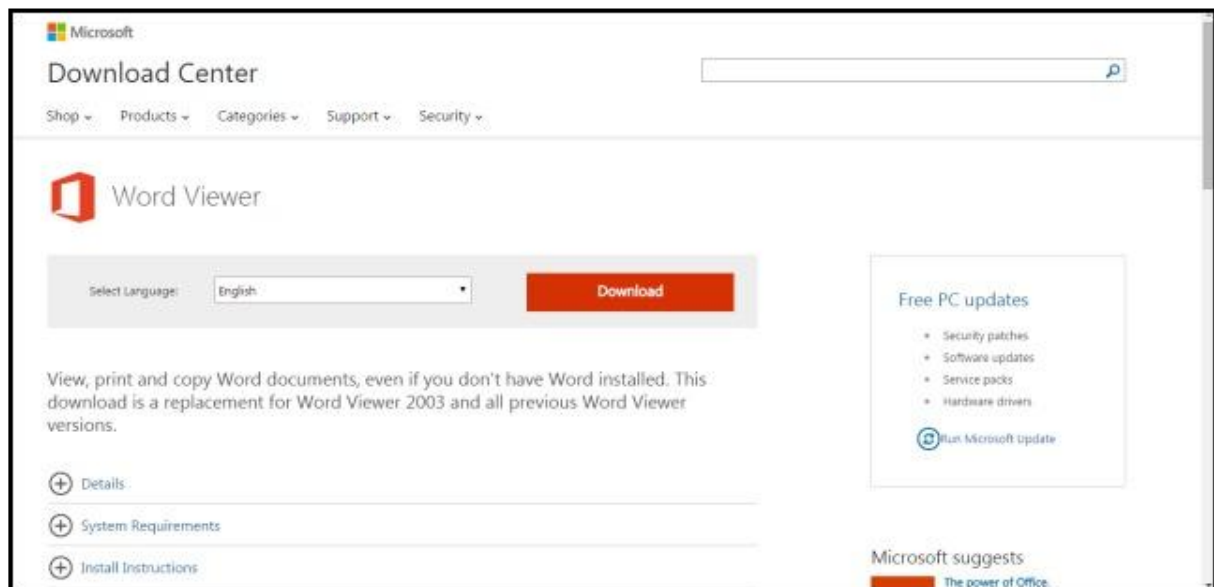 Microsoft
Download Center
Shop Products Categories Support Security
Word Viewer
Select Language: English Download
View, print and copy Word documents, even if you don't have Word installed. This
download is a replacement for Word Viewer 2003 and all previous Word Viewer
versions.
Details
System Requirements
Install Instructions
Free PC updates
Security patches
Software updates
Service packs
Hardware drivers
Run Microsoft Update
Microsoft suggests
The power of Office.